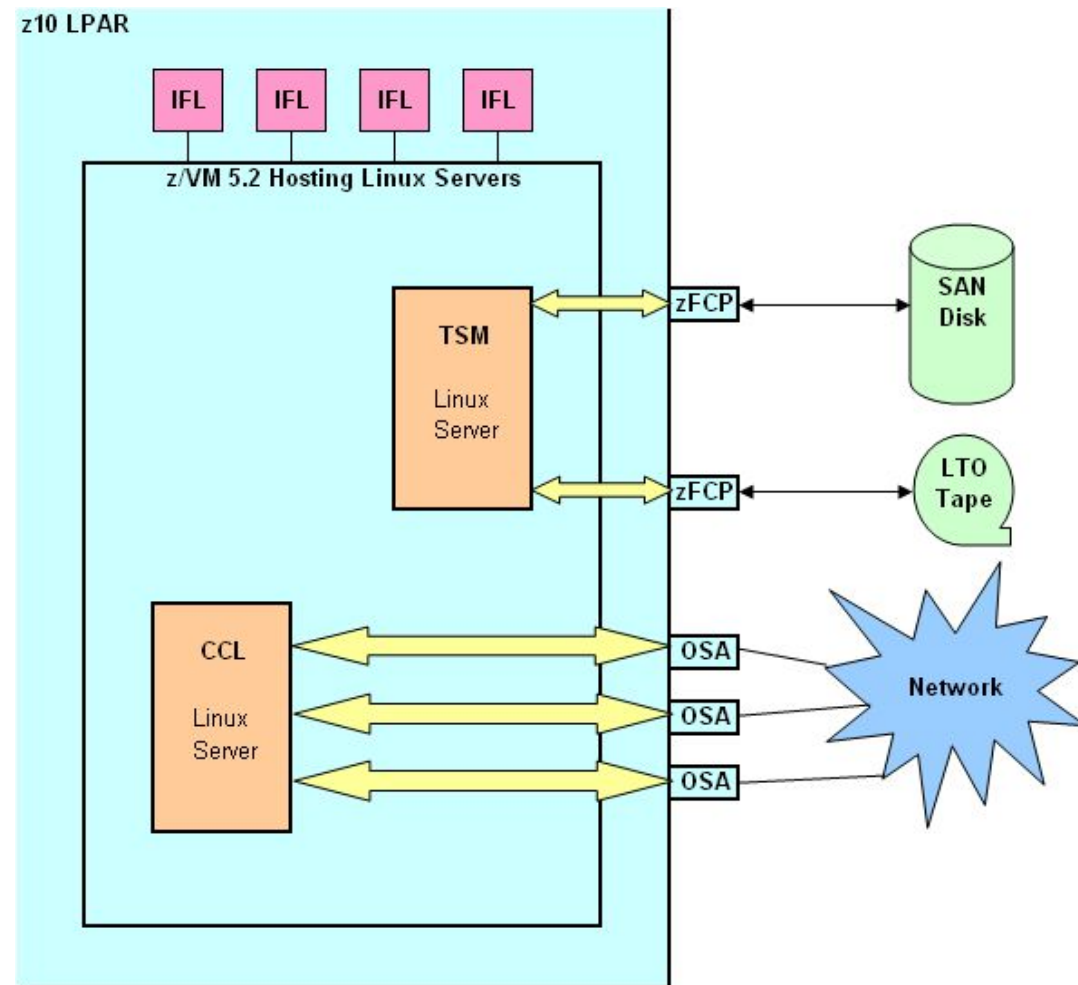 z10 LPAR
IFL
IFL
IFL
IFL
z/VM 5.2 Hosting Linux Servers
TSM
Linux
Server
zFCP
SAN
Disk
zFCP
LTO
Tape
CCL
Linux
Server
OSA
OSA
OSA
Network